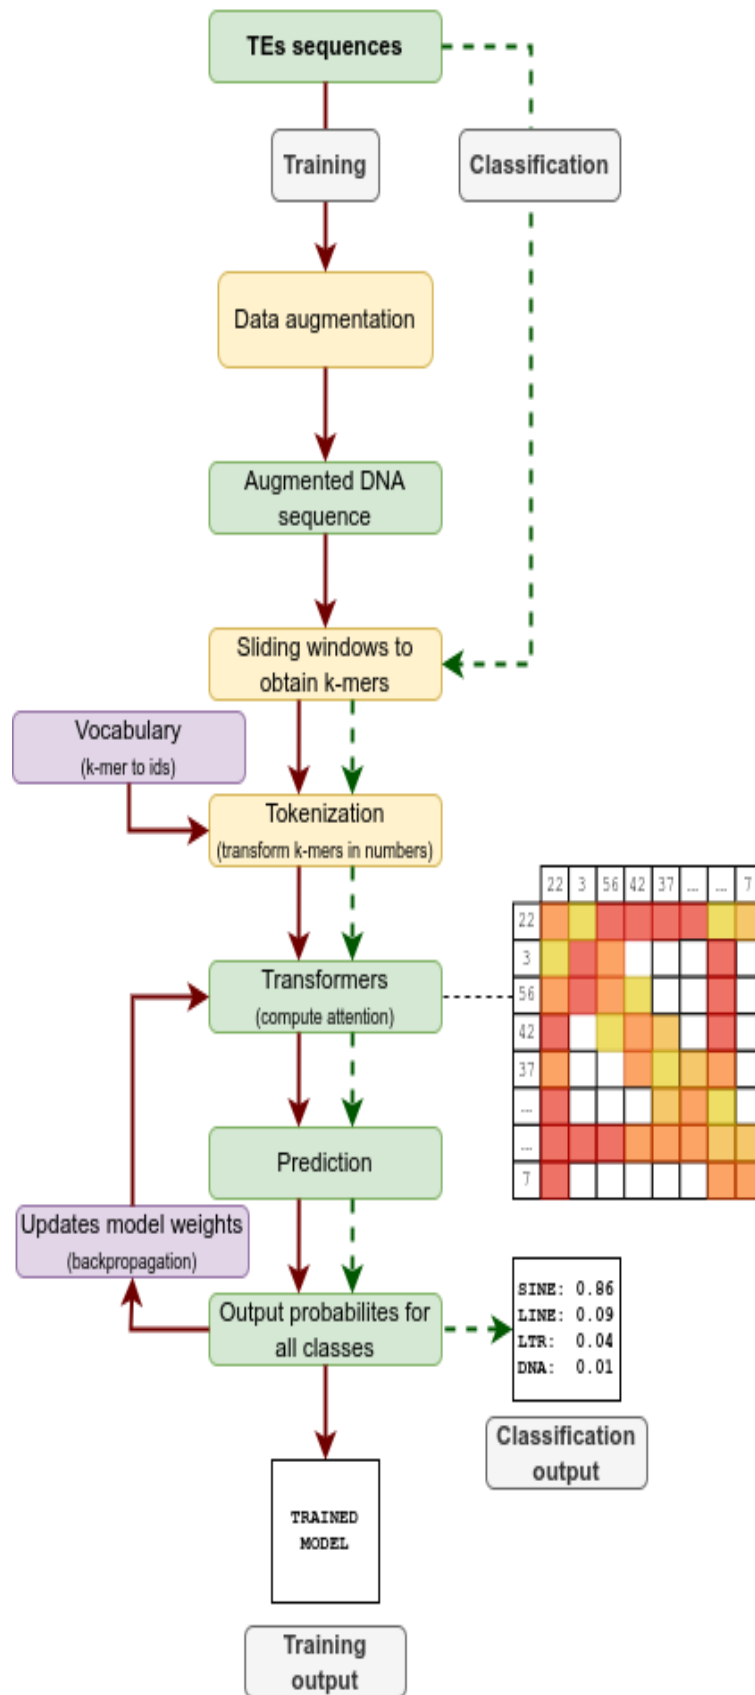 TEs sequences
Training
Classification
Data augmentation
Augmented DNA
sequence
Sliding windows to
obtain k-mers
Vocabulary
(k-mer to ids)
Tokenization
(transform k-mers in numbers)
22 3 56 42 37 ... ... 7
22
3
56
42
37
...
...
7
Transformers
(compute attention)
Prediction
Updates model weights
(backpropagation)
Output probabilites for
all classes
SINE: 0.86
LINE: 0.09
LTR: 0.04
DNA: 0.01
Classification
output
TRAINED
MODEL
Training
output